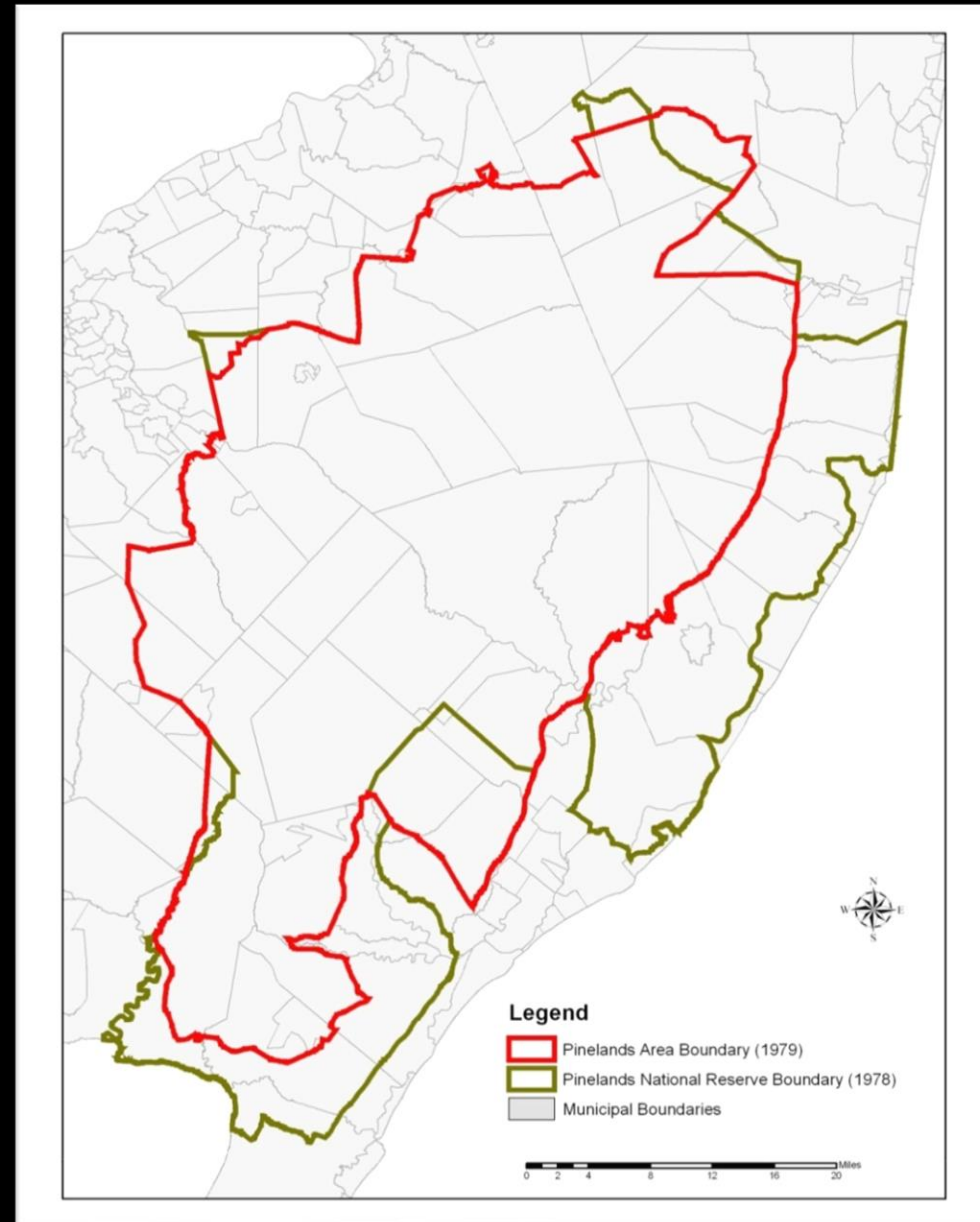 N
W E
S
Legend
Pinelands Area Boundary (1979)
Pinelands National Reserve Boundary (1978)
Municipal Boundaries
Miles
0 2 4 8 12 16 20